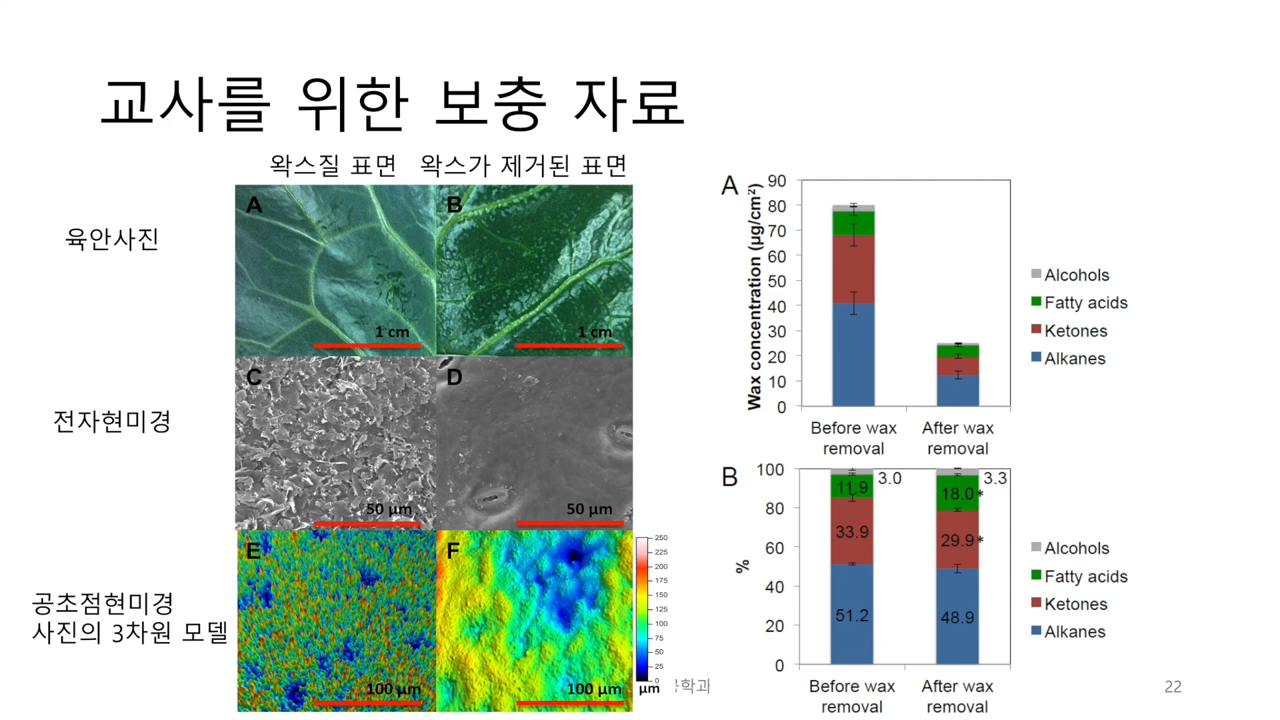 교사를 위한 보충 자료
왁스질 표면 왁스가 제거된 표면
육안사진
A
1 cm
B
1 cm
전자현미경
C
50 µm
D
50 µm
공초점현미경
사진의 3차원 모델
E
100 µm
F
100 µm
250
225
200
175
150
125
100
75
50
25
0
µm
A
Wax concentration (µg/cm²)
90
80
70
60
50
40
30
20
10
0
Before wax
removal
After wax
removal
Alcohols
Fatty acids
Ketones
Alkanes
B
%
100
80
60
40
20
0
3.0
11.9
33.9
51.2
3.3
18.0*
29.9*
48.9
Before wax
removal
After wax
removal
Alcohols
Fatty acids
Ketones
Alkanes
학과
22